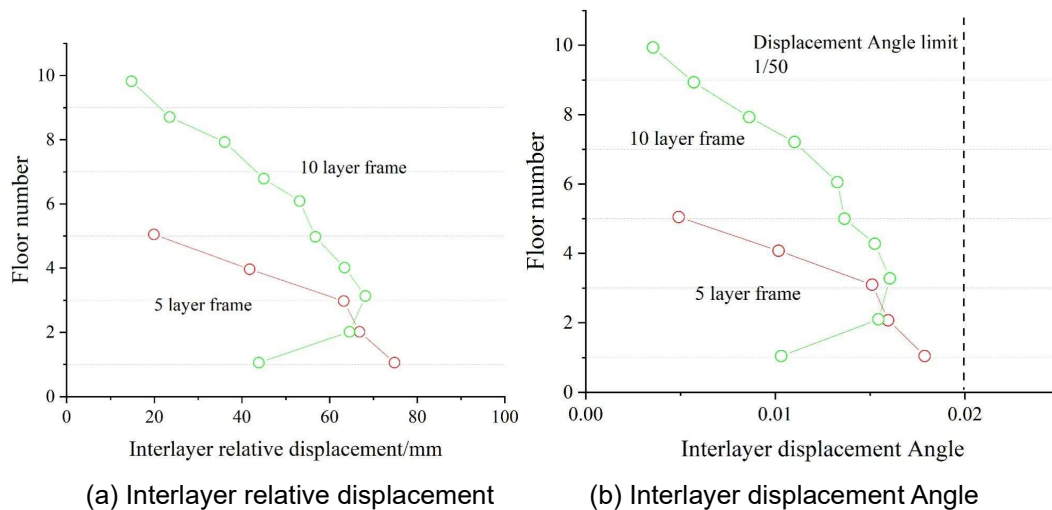 10
8
6
4
2
0
Floor number
10 layer frame
5 layer frame
0
20
40
60
80
100
Interlayer relative displacement/mm
(a) Interlayer relative displacement
10
8
6
4
2
0
Floor number
Displacement Angle limit
1/50
10 layer frame
5 layer frame
0.00
0.01
0.02
Interlayer displacement Angle
(b) Interlayer displacement Angle